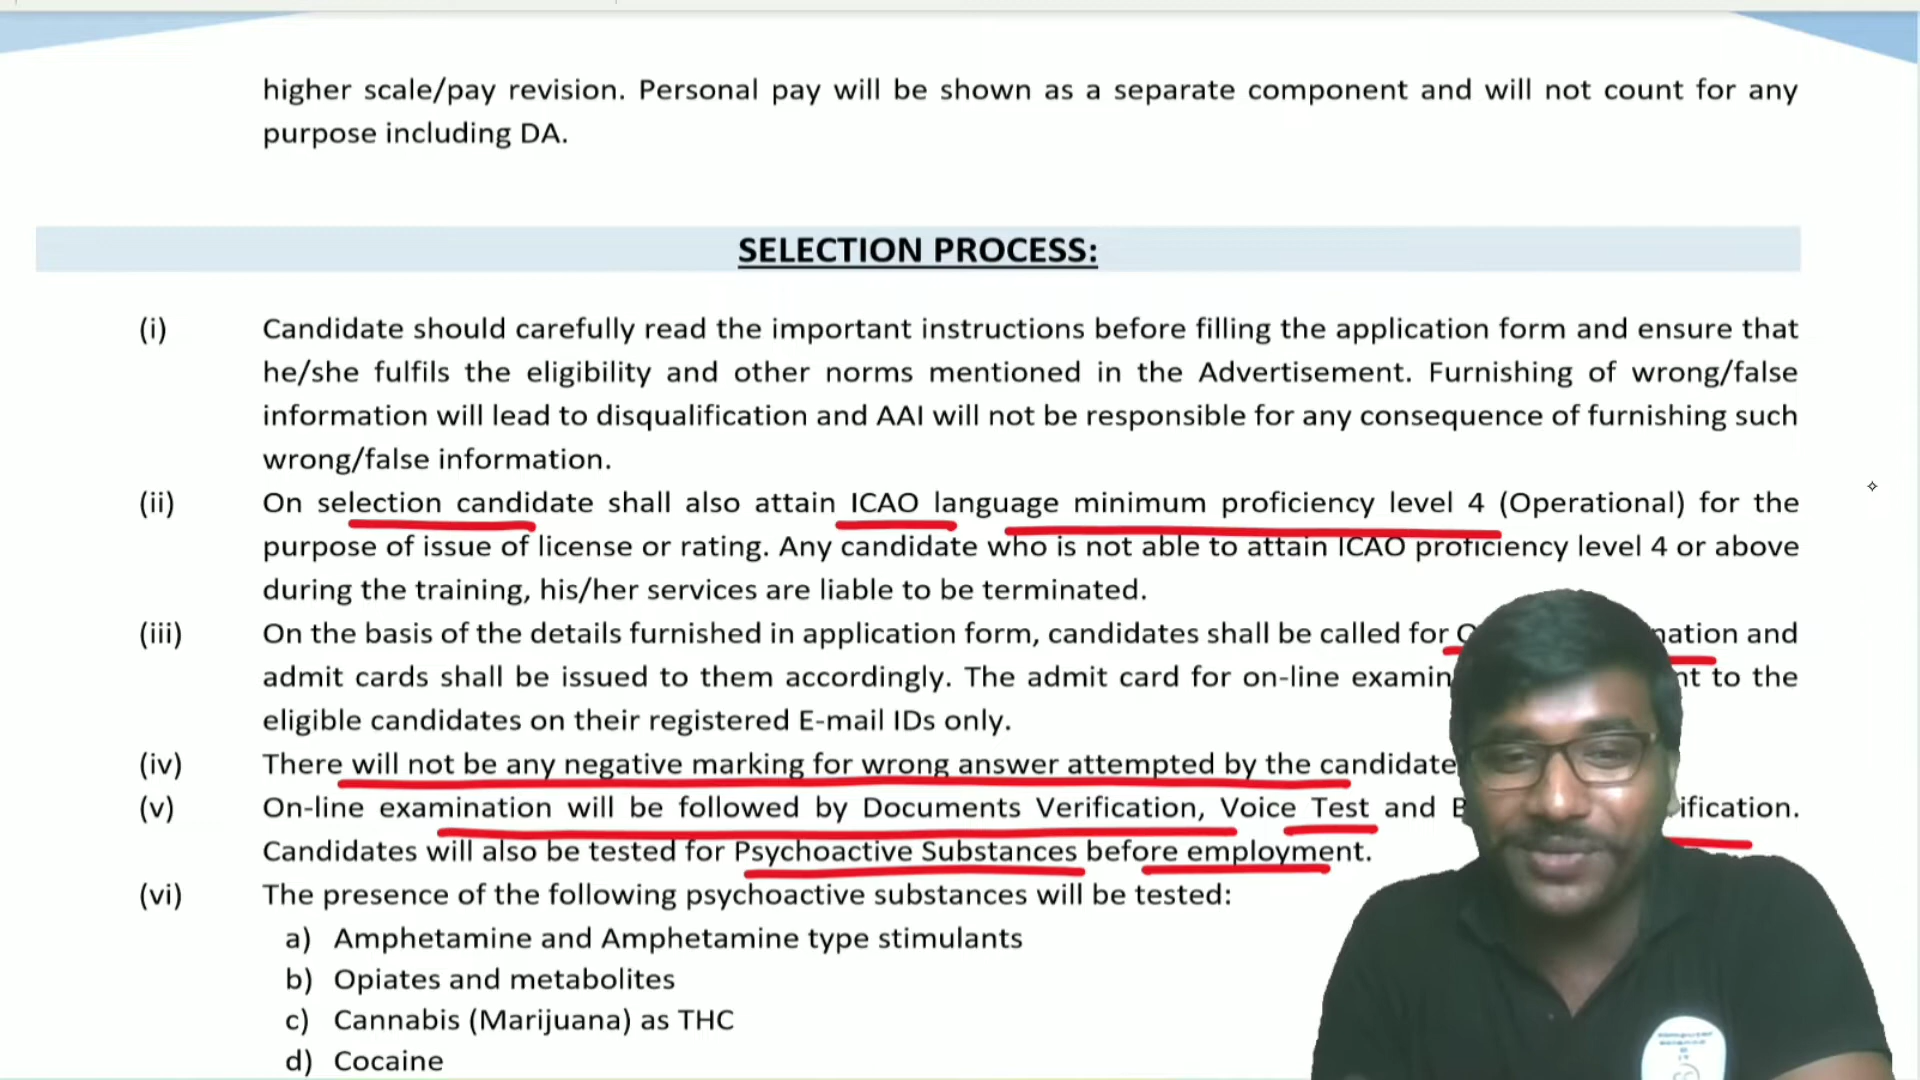 higher scale/pay revision. Personal pay will be shown as a separate component and will not count for any
purpose including DA.
SELECTION PROCESS:
(i) Candidate should carefully read the important instructions before filling the application form and ensure that
he/she fulfils the eligibility and other norms mentioned in the Advertisement. Furnishing of wrong/false
information will lead to disqualification and AAI will not be responsible for any consequence of furnishing such
wrong/false information.
(ii) On selection candidate shall also attain ICAO language minimum proficiency level 4 (Operational) for the
purpose of issue of license or rating. Any candidate who is not able to attain ICAO proficiency level 4 or above
during the training, his/her services are liable to be terminated.
(iii) On the basis of the details furnished in application form, candidates shall be called for and
admit cards shall be issued to them accordingly. The admit card for on-line to the
eligible candidates on their registered E-mail IDs only.
(iv) There will not be any negative marking for wrong answer attempted by the candidate
(v) On-line examination will be followed by Documents Verification, Voice Test and
Candidates will also be tested for Psychoactive Substances before employment.
(vi) The presence of the following psychoactive substances will be tested:
a) Amphetamine and Amphetamine type stimulants
b) Opiates and metabolites
c) Cannabis (Marijuana) as THC
d) Cocaine